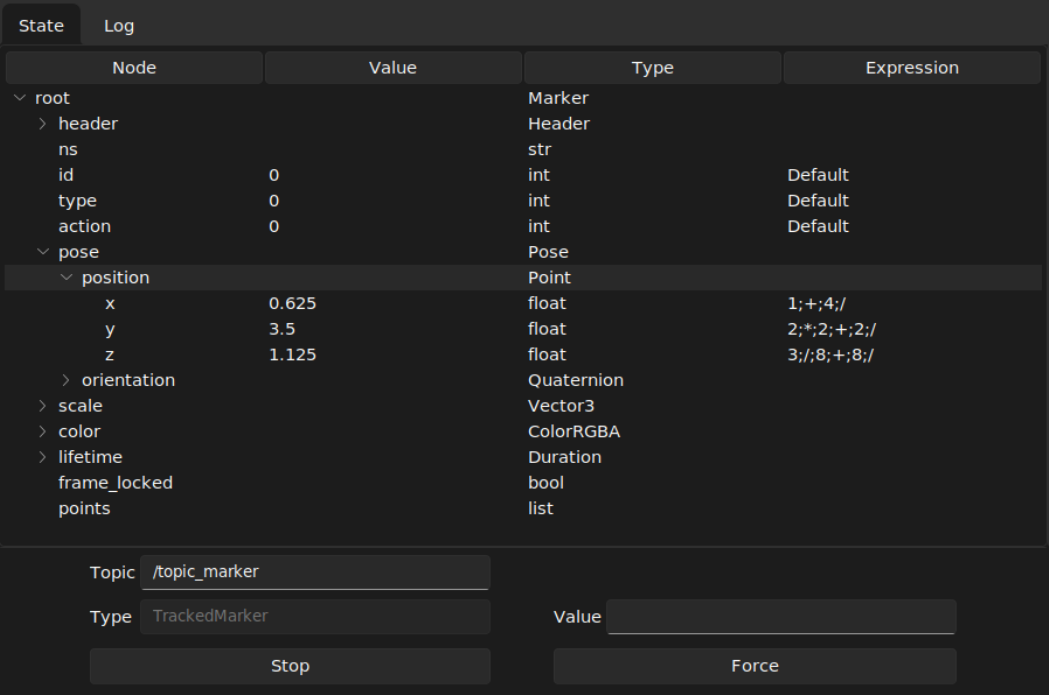 State Log
Node Value Type Expression
root Marker
header Header
ns str
id 0 int Default
type 0 int Default
action 0 int Default
pose Pose
position Point
x 0.625 float 1;+;4;/
y 3.5 float 2;*;2;+;2;/
z 1.125 float 3;/;8;+;8;/
orientation Quaternion
scale Vector3
color ColorRGBA
lifetime Duration
frame_locked bool
points list
Topic /topic_marker
Type TrackedMarker Value
Stop Force